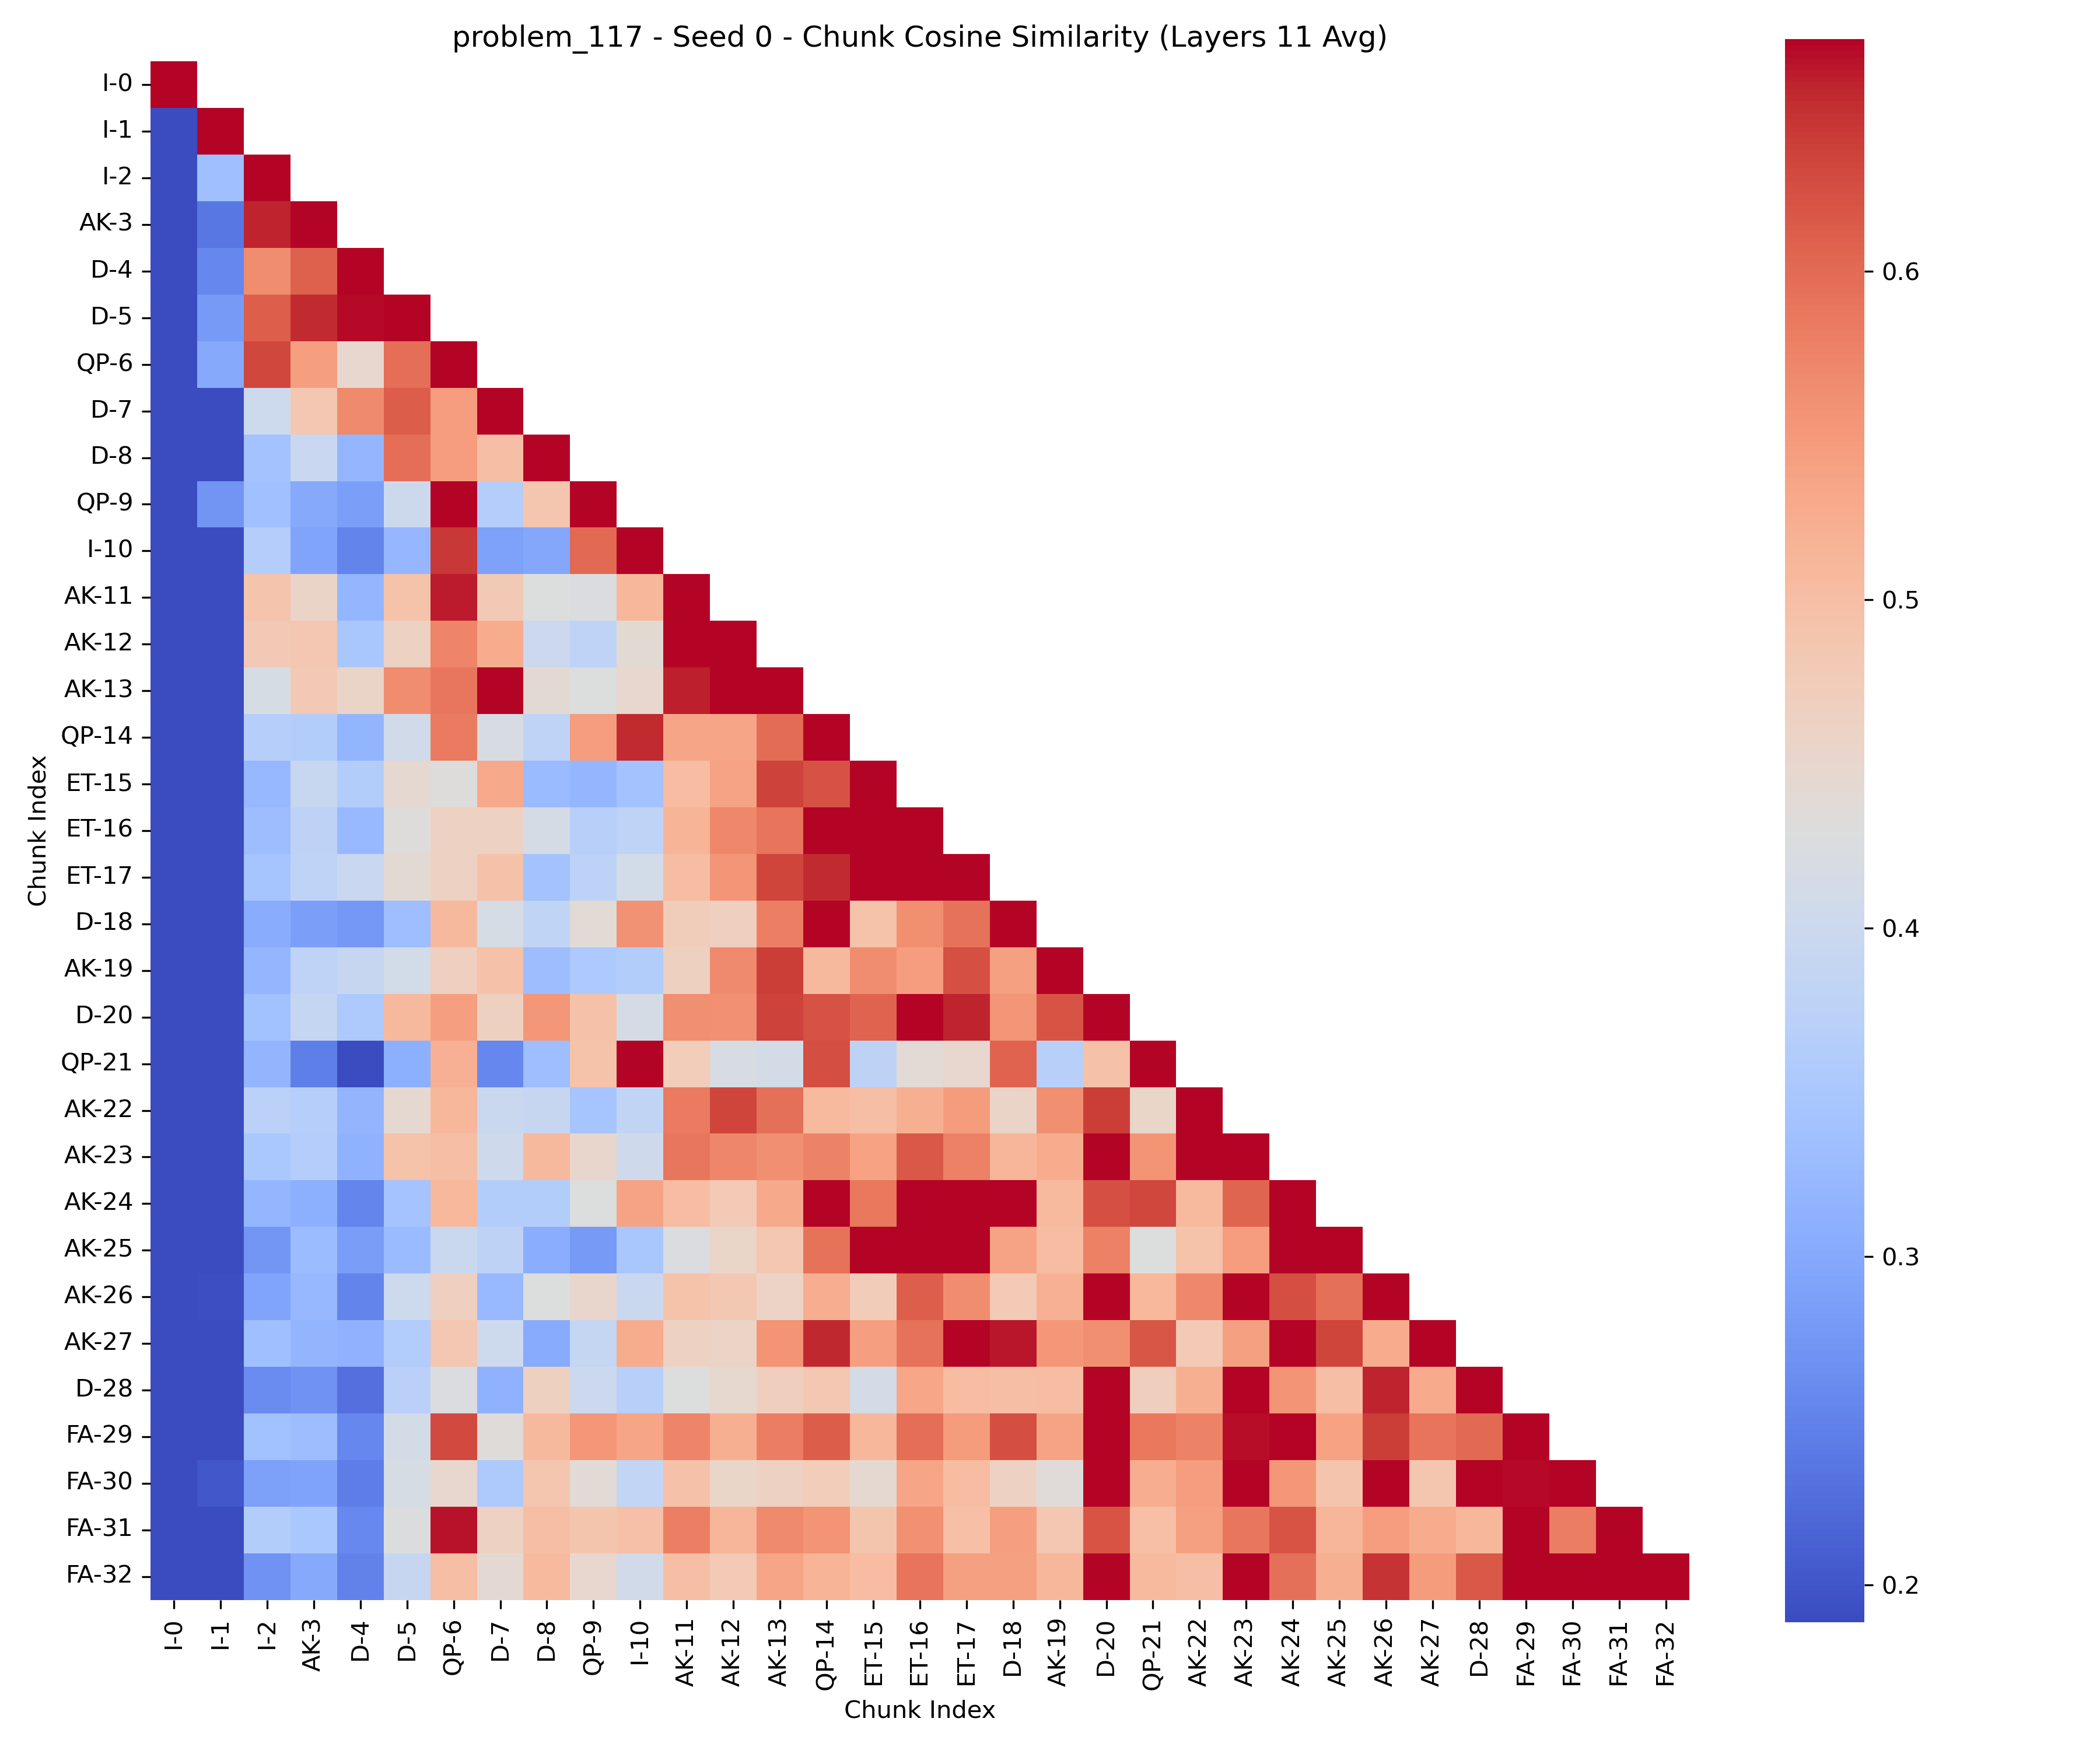 problem_117 - Seed 0 - Chunk Cosine Similarity (Layers 11 Avg)
Chunk Index
I-0
I-1
I-2
AK-3
D-4
D-5
QP-6
D-7
D-8
QP-9
I-10
AK-11
AK-12
AK-13
QP-14
ET-15
ET-16
ET-17
D-18
AK-19
D-20
QP-21
AK-22
AK-23
AK-24
AK-25
AK-26
AK-27
D-28
FA-29
FA-30
FA-31
FA-32
I-0 I-1 I-2 AK-3 D-4 D-5 QP-6 D-7 D-8 QP-9 I-10 AK-11 AK-12 AK-13 QP-14 ET-15 ET-16 ET-17 D-18 AK-19 D-20 QP-21 AK-22 AK-23 AK-24 AK-25 AK-26 AK-27 D-28 FA-29 FA-30 FA-31 FA-32
Chunk Index
0.6
0.5
0.4
0.3
0.2